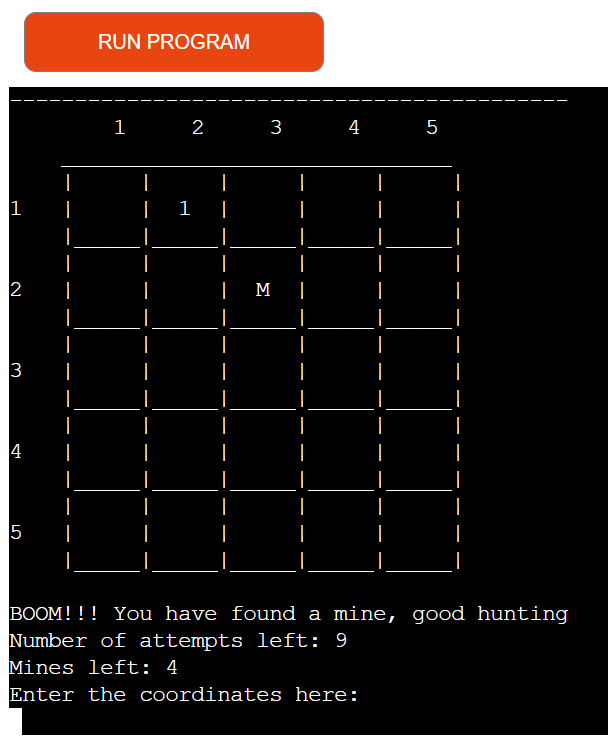 RUN PROGRAM
-------------------------------------------
1 2 3 4 5
1 1
2 M
3
4
5
BOOM!!! You have found a mine, good hunting
Number of attempts left: 9
Mines left: 4
Enter the coordinates here: